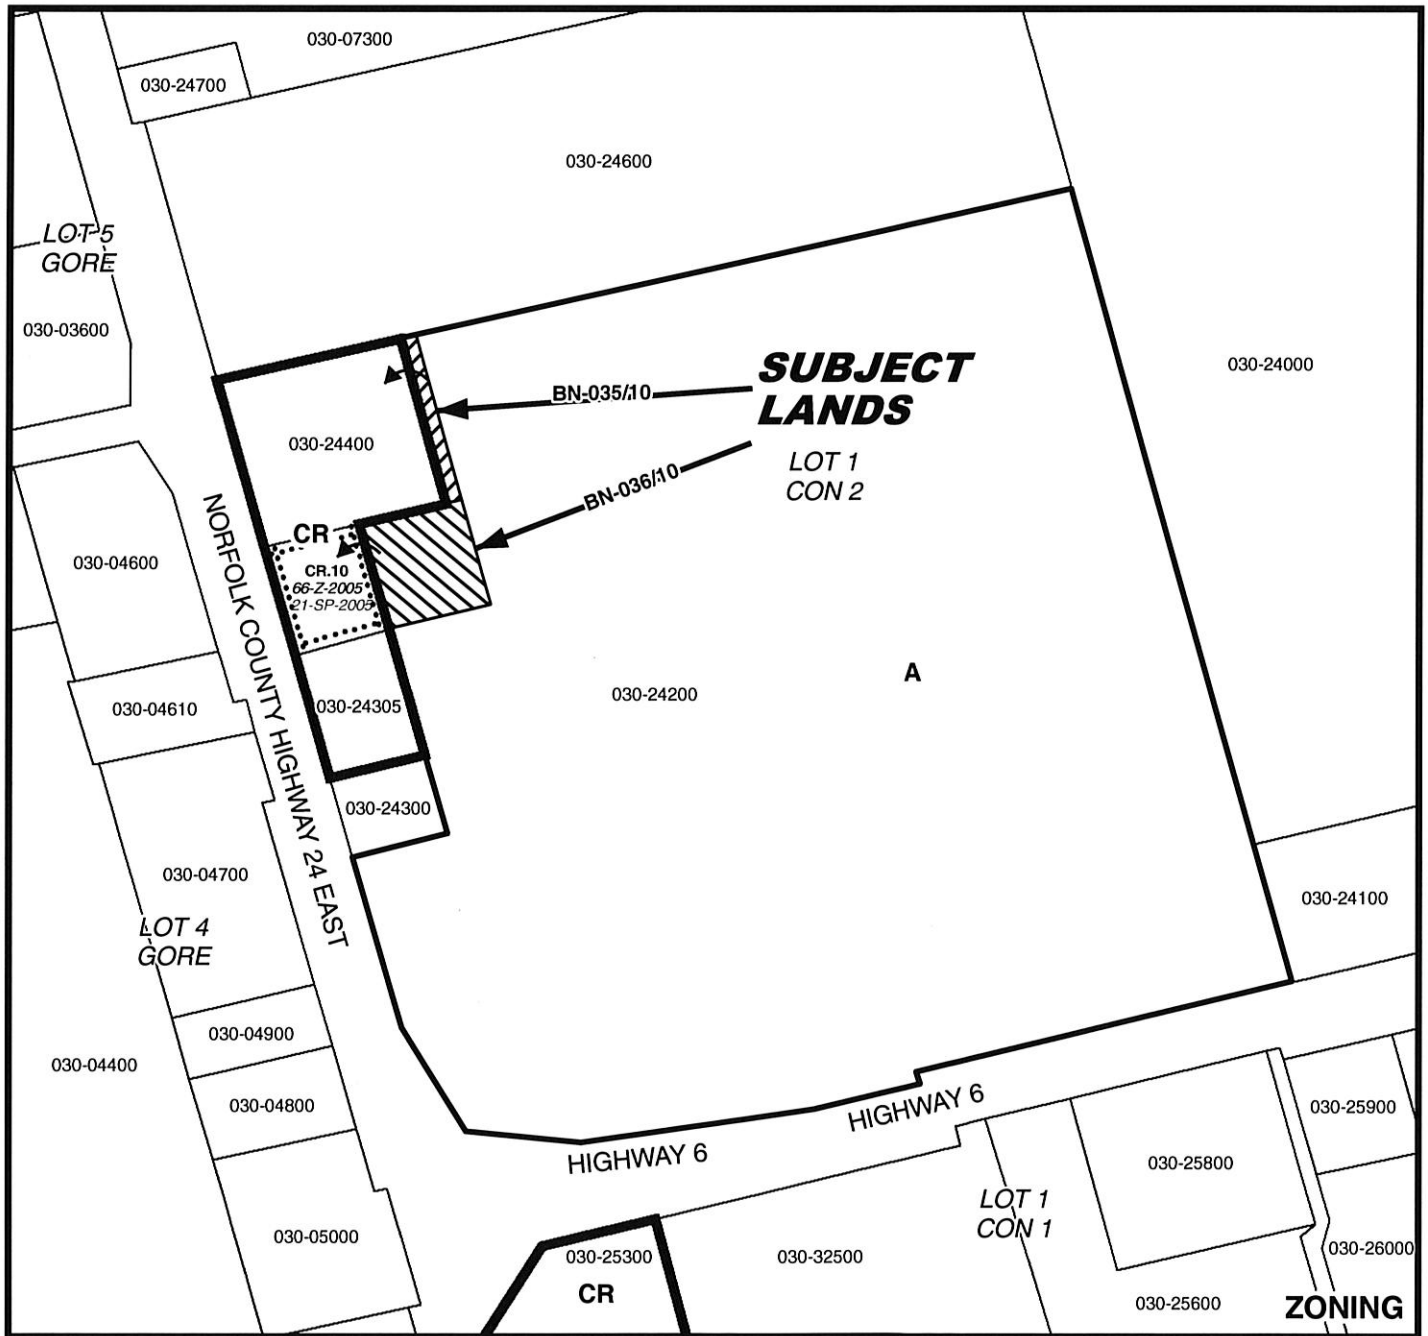 030-07300
030-24700
030-24600
LOT 5
GORE
030-03600
030-24000
SUBJECT
LANDS
BN-035/10
030-24400
LOT 1
CON 2
BN-036/10
NORFOLK COUNTY HIGHWAY 24 EAST
CR
030-04600
CR.10
66-Z-2005
21-SP-2005
A
030-24200
030-24305
030-04610
030-24300
030-04700
030-24100
LOT 4
GORE
030-04900
030-04400
030-04800
HIGHWAY 6
030-25900
HIGHWAY 6
030-25800
LOT 1
CON 1
030-05000
030-25300
030-32500
030-26000
CR
030-25600
ZONING